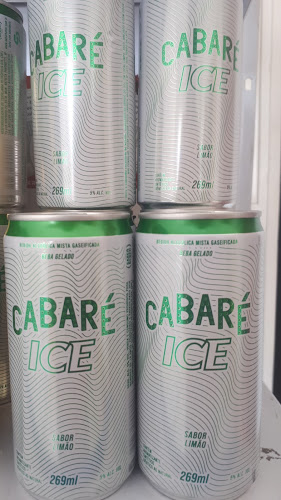 CABARÉ
ICE
SABOR
LIMÃO
269ml
CABARÉ
ICE
SABOR
LIMÃO
269ml
BEBIDA ALCOÓLICA MISTA GASEIFICADA
BEBA GELADO
CABARÉ
ICE
SABOR
LIMÃO
269ml
BEBIDA ALCOÓLICA MISTA GASEIFICADA
BEBA GELADO
CABARÉ
ICE
SABOR
LIMÃO
269ml